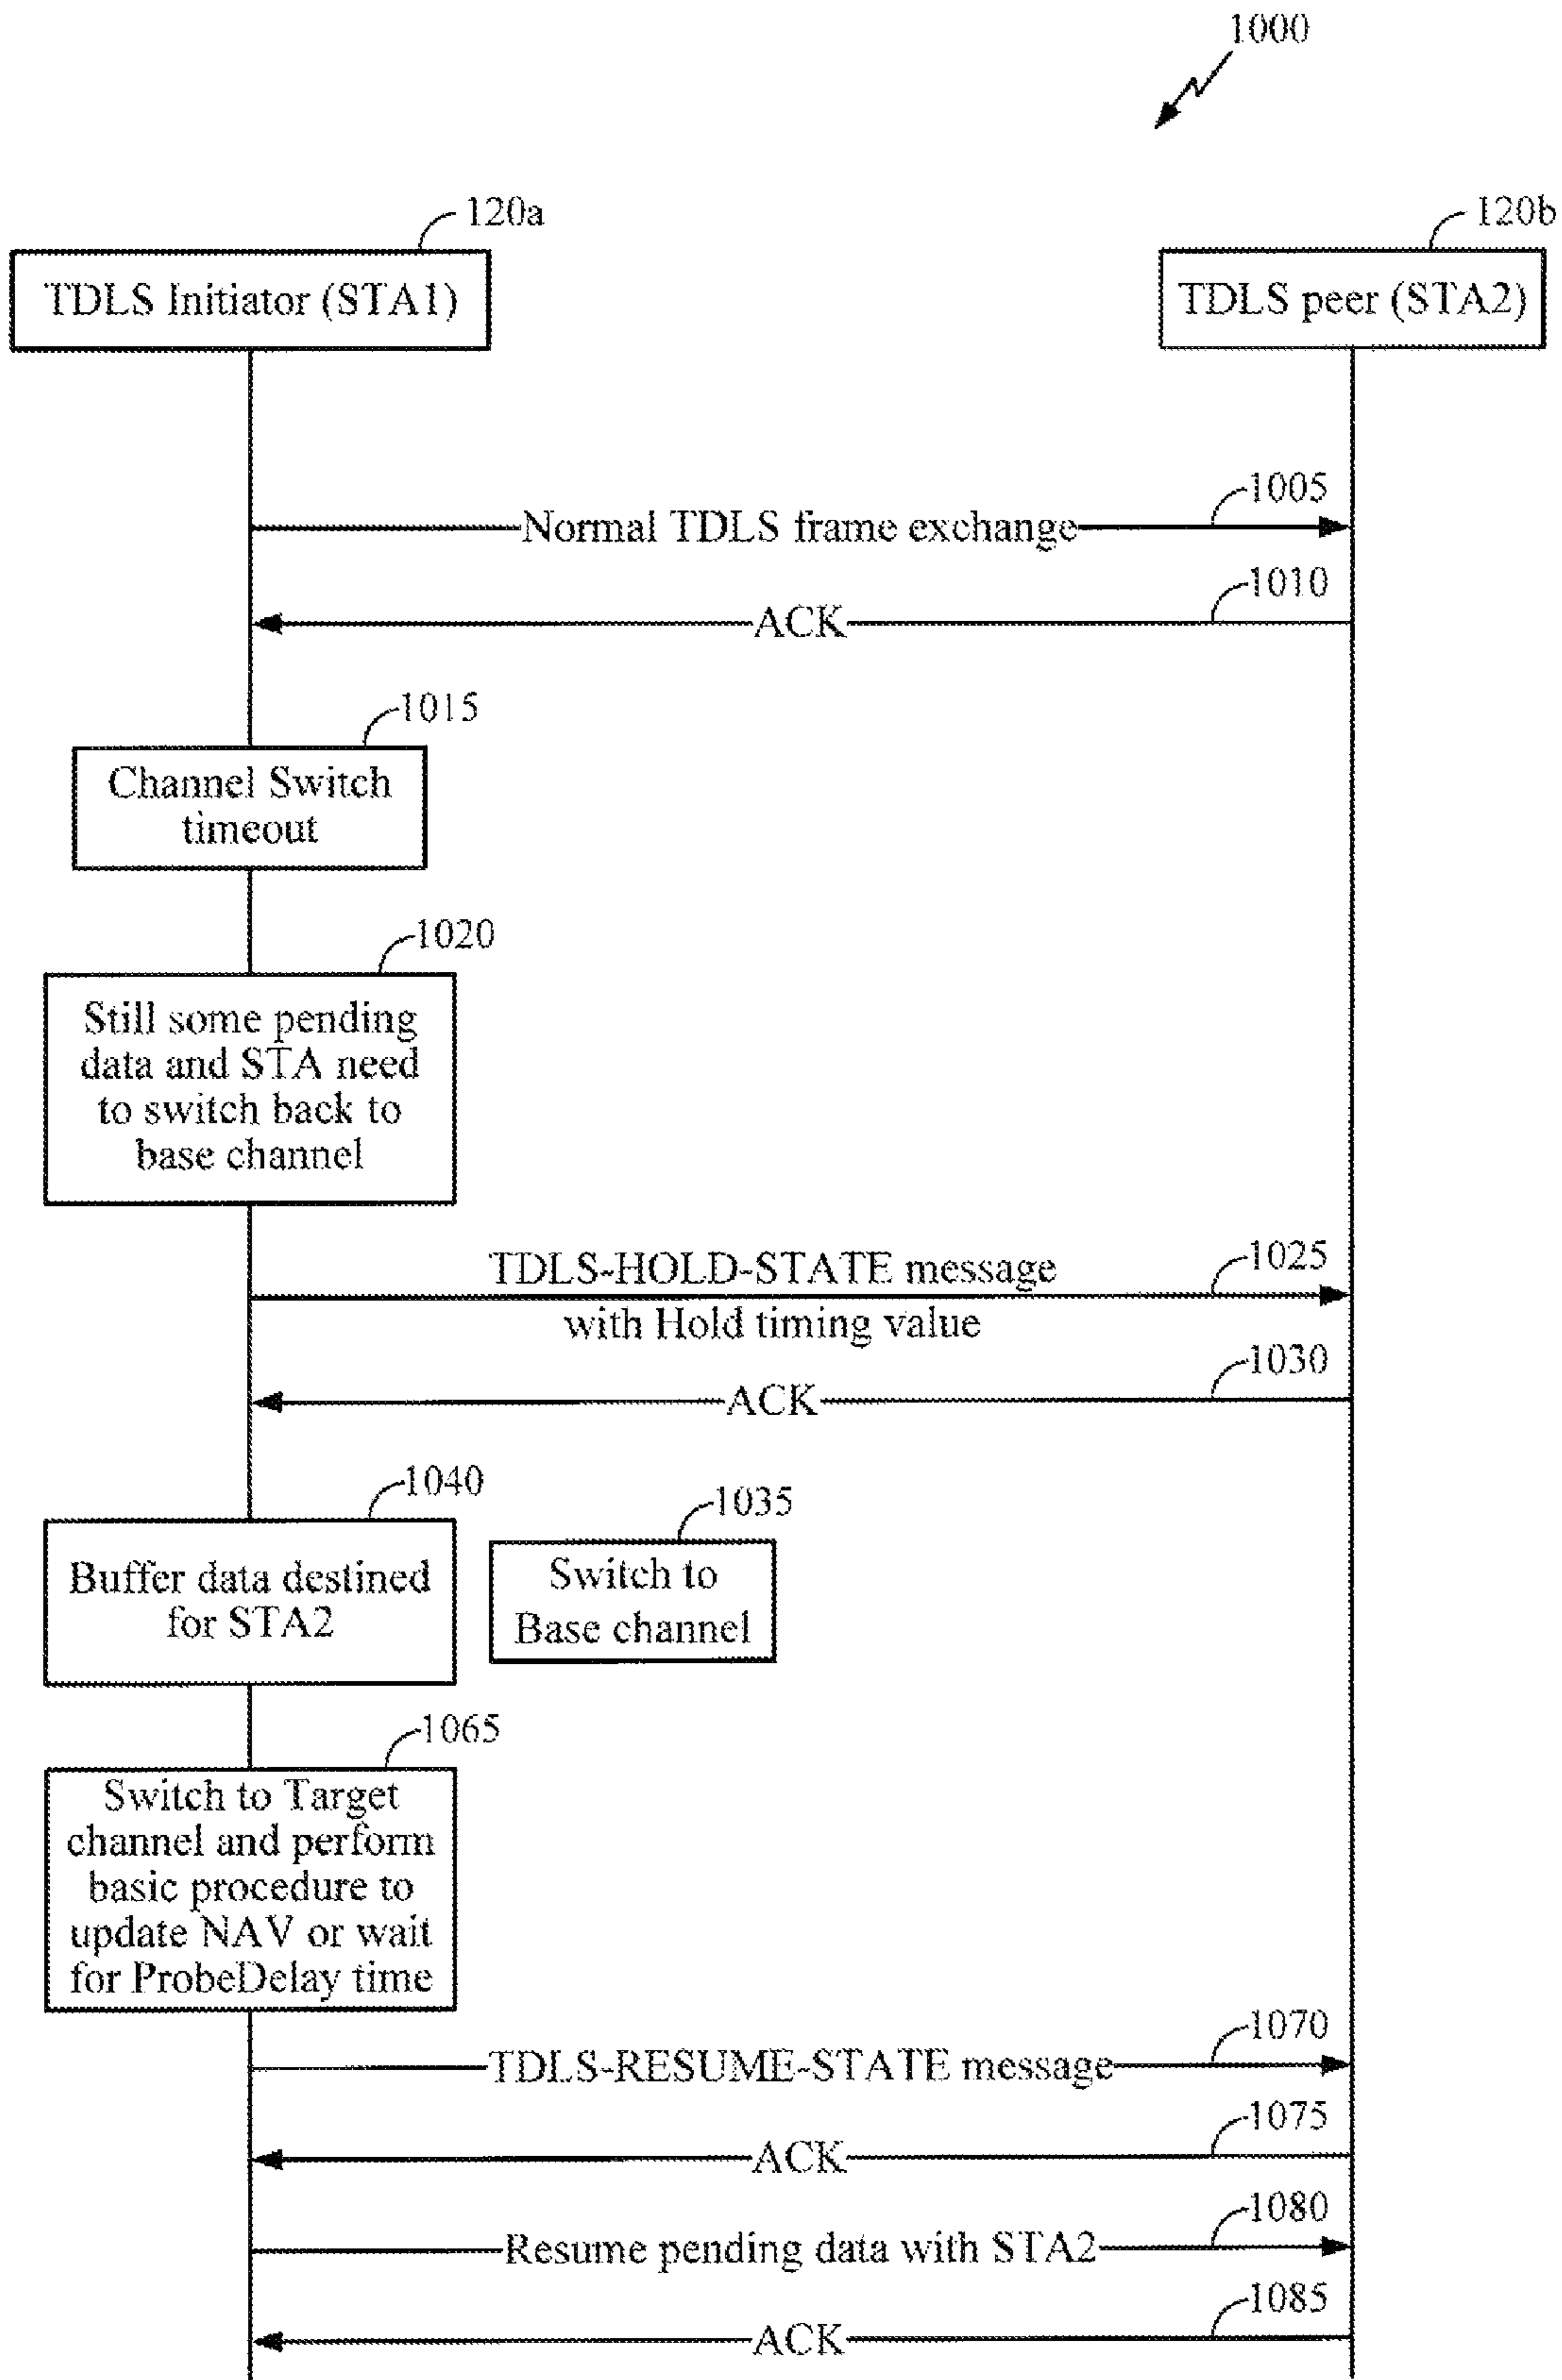 1000
120a
120b
TDLS Initiator (STA1)
TDLS peer (STA2)
1005
Normal TDLS frame exchange
1010
ACK
1015
Channel Switch
timeout
1020
Still some pending
data and STA need
to switch back to
base channel
TDLS-HOLD-STATE message
1025
with Hold timing value
1030
ACK
1040
1035
Buffer data destined
for STA2
Switch to
Base channel
1065
Switch to Target
channel and perform
basic procedure to
update NAV or wait
for ProbeDelay time
1070
TDLS-RESUME-STATE message
1075
ACK
1080
Resume pending data with STA2
1085
ACK